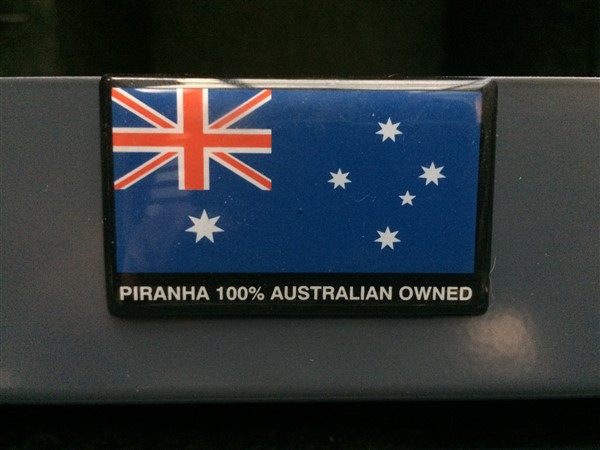 PIRANHA 100% AUSTRALIAN OWNED